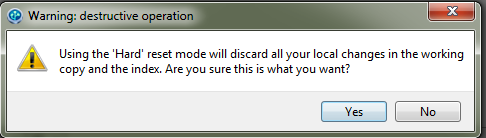 Warning: destructive operation
Using the 'Hard' reset mode will discard all your local changes in the working
copy and the index. Are you sure this is what you want?
Yes
No